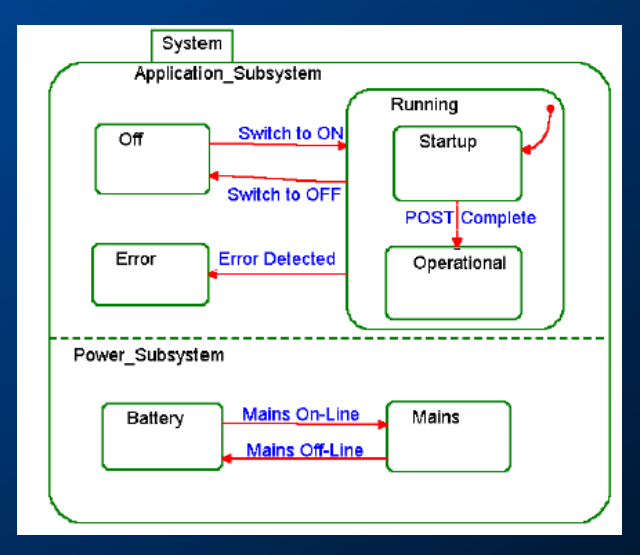 System
Application_Subsystem
Running
Off
Switch to ON
Startup
Switch to OFF
POST Complete
Error
Error Detected
Operational
Power_Subsystem
Battery
Mains On-Line
Mains
Mains Off-Line